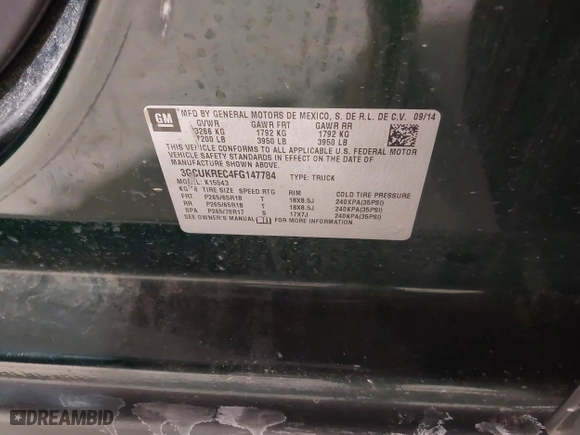 GM
MFD BY GENERAL MOTORS DE MEXICO, S. DE R.L. DE C.V. 09/14
GVWR GAWR FRT GAWR RR
3266 KG 1792 KG 1792 KG
7200 LB 3950 LB 3950 LB
THIS VEHICLE CONFORMS TO ALL APPLICABLE U.S. FEDERAL MOTOR
VEHICLE SAFETY STANDARDS IN EFFECT ON THE DATE OF
MANUFACTURE SHOWN ABOVE.
3GCUKREC4FG147784 TYPE: TRUCK
MODEL: K15543
TIRE SIZE SPEED RTG RIM COLD TIRE PRESSURE
FRT P265/65R18 T 18X8.5J 240KPA(35PSI)
RR P265/65R18 T 18X8.5J 240KPA(35PSI)
SPA P265/70R17 S 17X7J 240KPA(35PSI)
SEE OWNER'S MANUAL FOR MORE INFORMATION.
DREAMBID